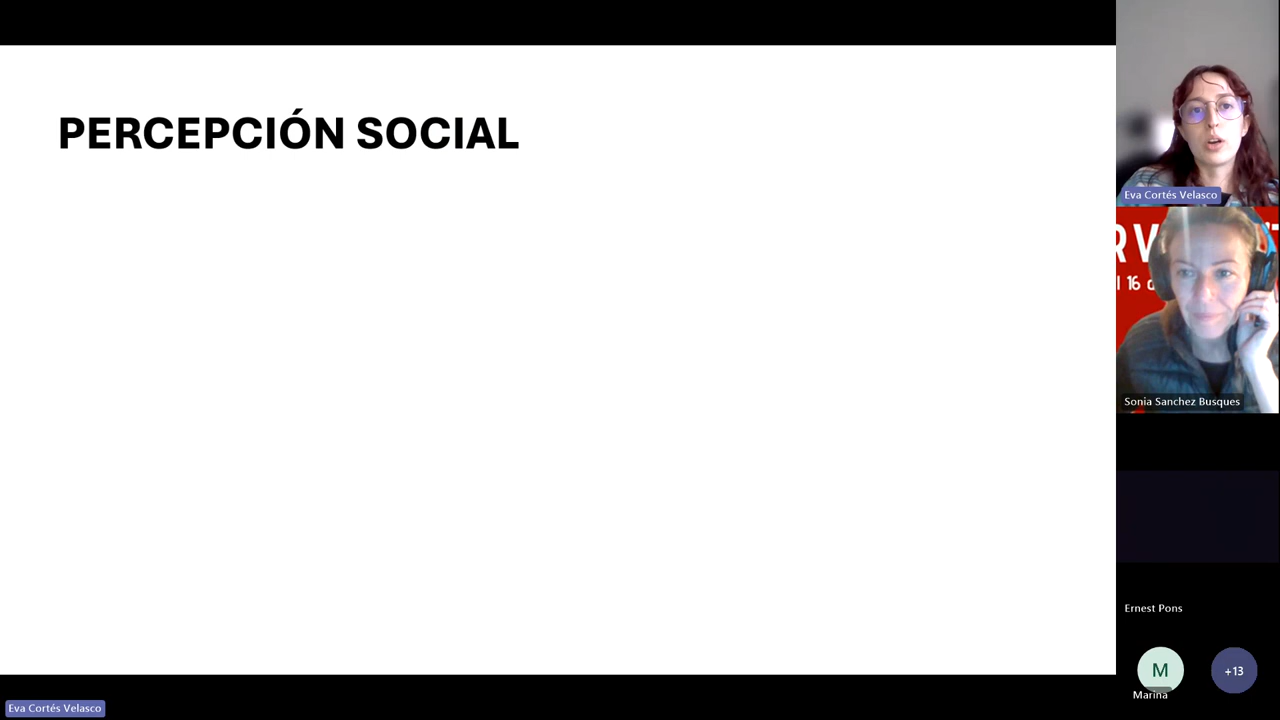 PERCEPCIÓN SOCIAL
Eva Cortés Velasco
Sonia Sanchez Busques
Ernest Pons
M
+13
Marina
Eva Cortés Velasco